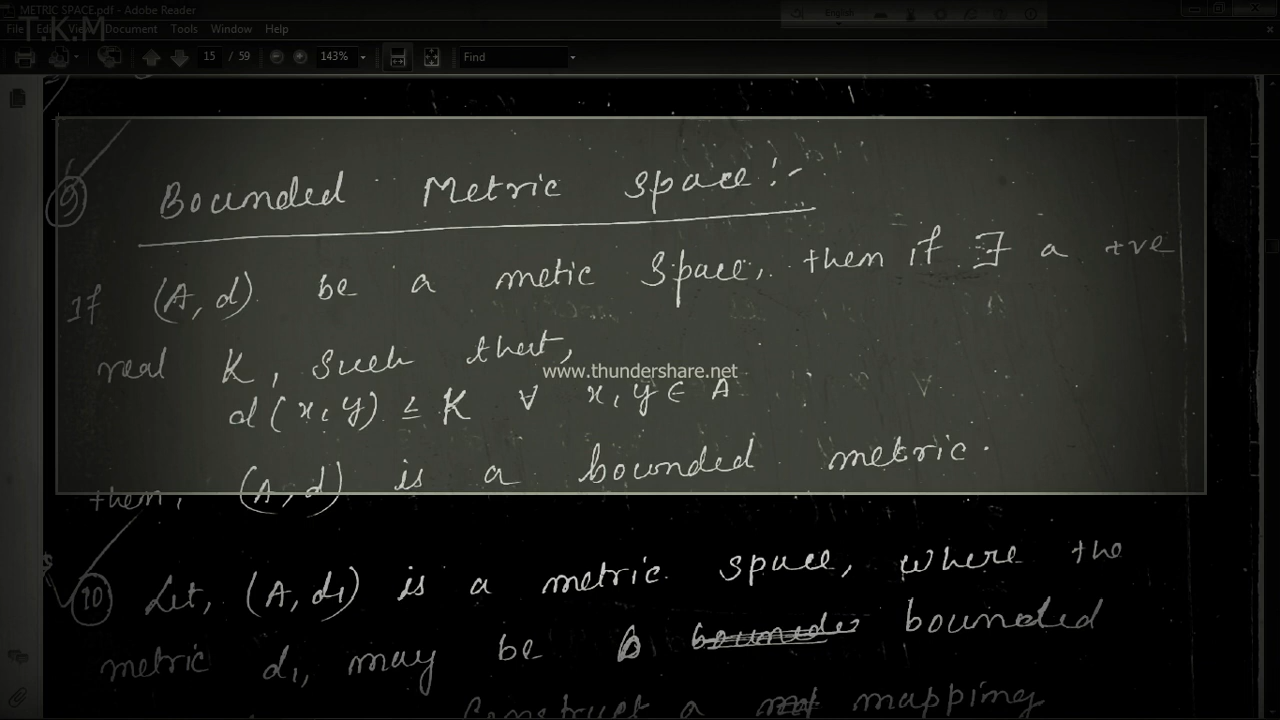 METRIC SPACE.pdf - Adobe Reader
T.K.M
File Edit View Document Tools Window Help
15 / 59 143% Find
English
9 Bounded Metric space:-
If (A, d) be a metic space, then if ∃ a +ve
real K, such that,
www.thundershare.net
d(x, y) ≤ K ∀ x, y ∈ A
then, (A, d) is a bounded metric.
10 Let, (A, d1) is a metric space, where the
metric d1, may be bounded
Construct a mapping